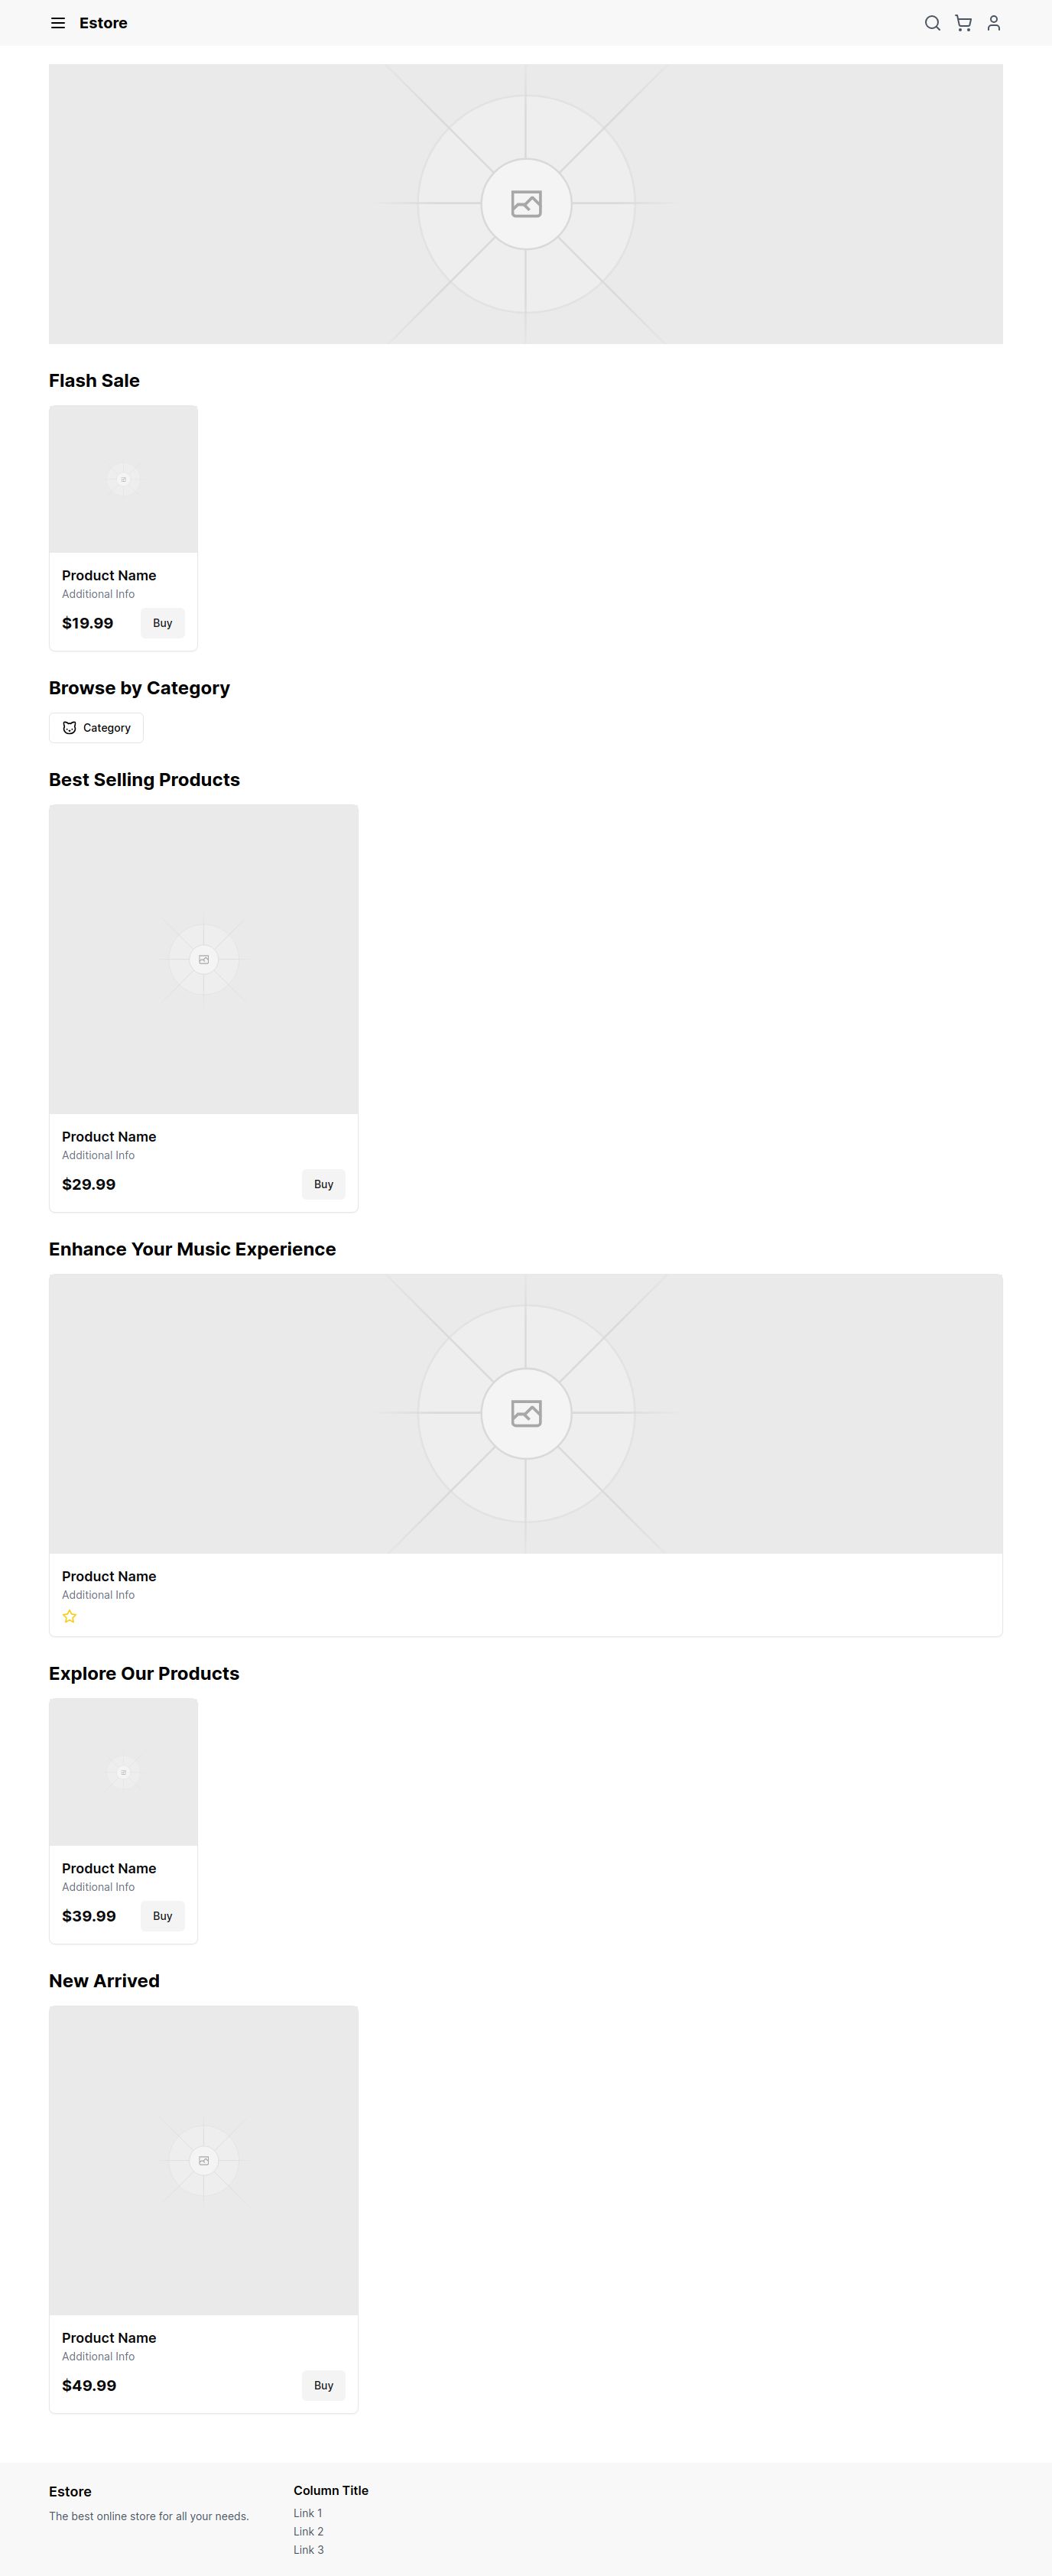 Estore
Flash Sale
Product Name
Additional Info
$19.99 Buy
Browse by Category
Category
Best Selling Products
Product Name
Additional Info
$29.99 Buy
Enhance Your Music Experience
Product Name
Additional Info
Explore Our Products
Product Name
Additional Info
$39.99 Buy
New Arrived
Product Name
Additional Info
$49.99 Buy
Estore
The best online store for all your needs.
Column Title
Link 1
Link 2
Link 3